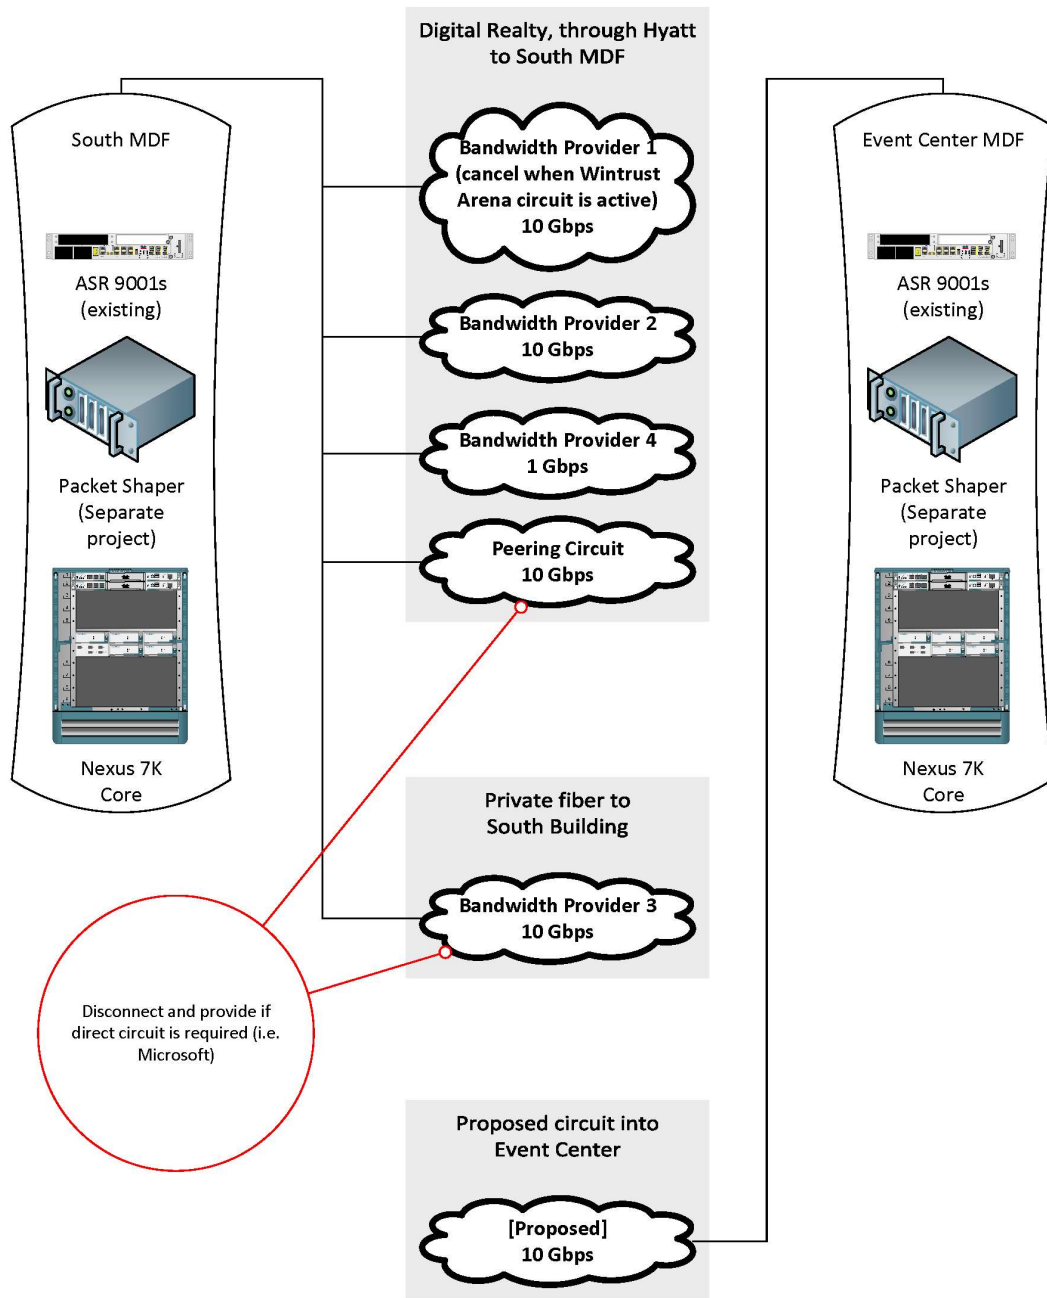 Digital Realty, through Hyatt
to South MDF
South MDF
ASR 9001s
(existing)
Packet Shaper
(Separate
project)
Nexus 7K
Core
Bandwidth Provider 1
(cancel when Wintrust
Arena circuit is active)
10 Gbps
Bandwidth Provider 2
10 Gbps
Bandwidth Provider 4
1 Gbps
Peering Circuit
10 Gbps
Event Center MDF
ASR 9001s
(existing)
Packet Shaper
(Separate
project)
Nexus 7K
Core
Private fiber to
South Building
Bandwidth Provider 3
10 Gbps
Disconnect and provide if
direct circuit is required (i.e.
Microsoft)
Proposed circuit into
Event Center
[Proposed]
10 Gbps